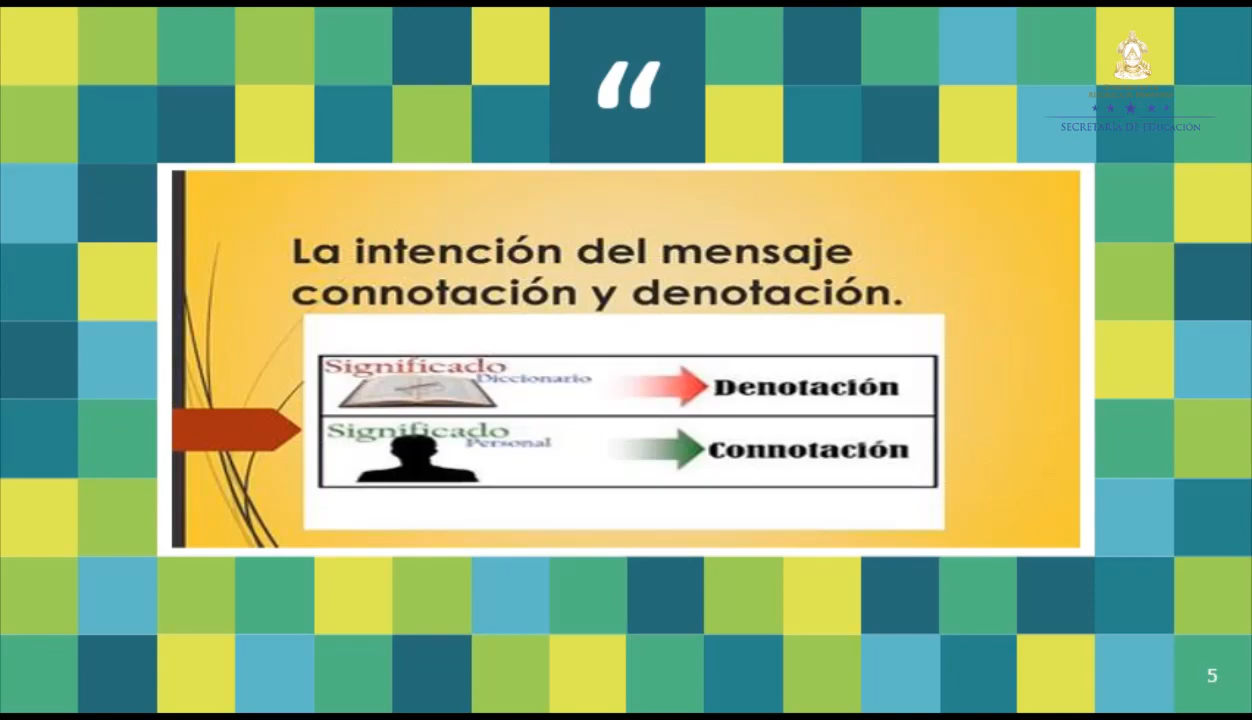 “
SECRETARÍA DE EDUCACIÓN
La intención del mensaje
connotación y denotación.
Significado
Diccionario
Denotación
Significado
Personal
Connotación
5